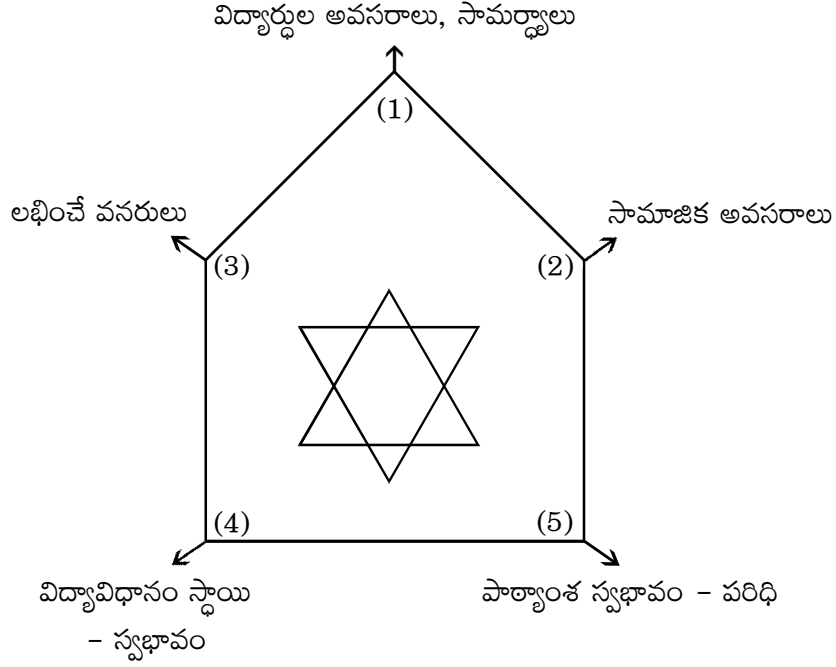 విద్యార్థుల అవసరాలు, సామర్థ్యాలు
(1)
లభించే వనరులు
సామాజిక అవసరాలు
(3)
(2)
(4)
(5)
విద్యావిధానం స్థాయి
– స్వభావం
పాఠ్యాంశ స్వభావం – పరిధి